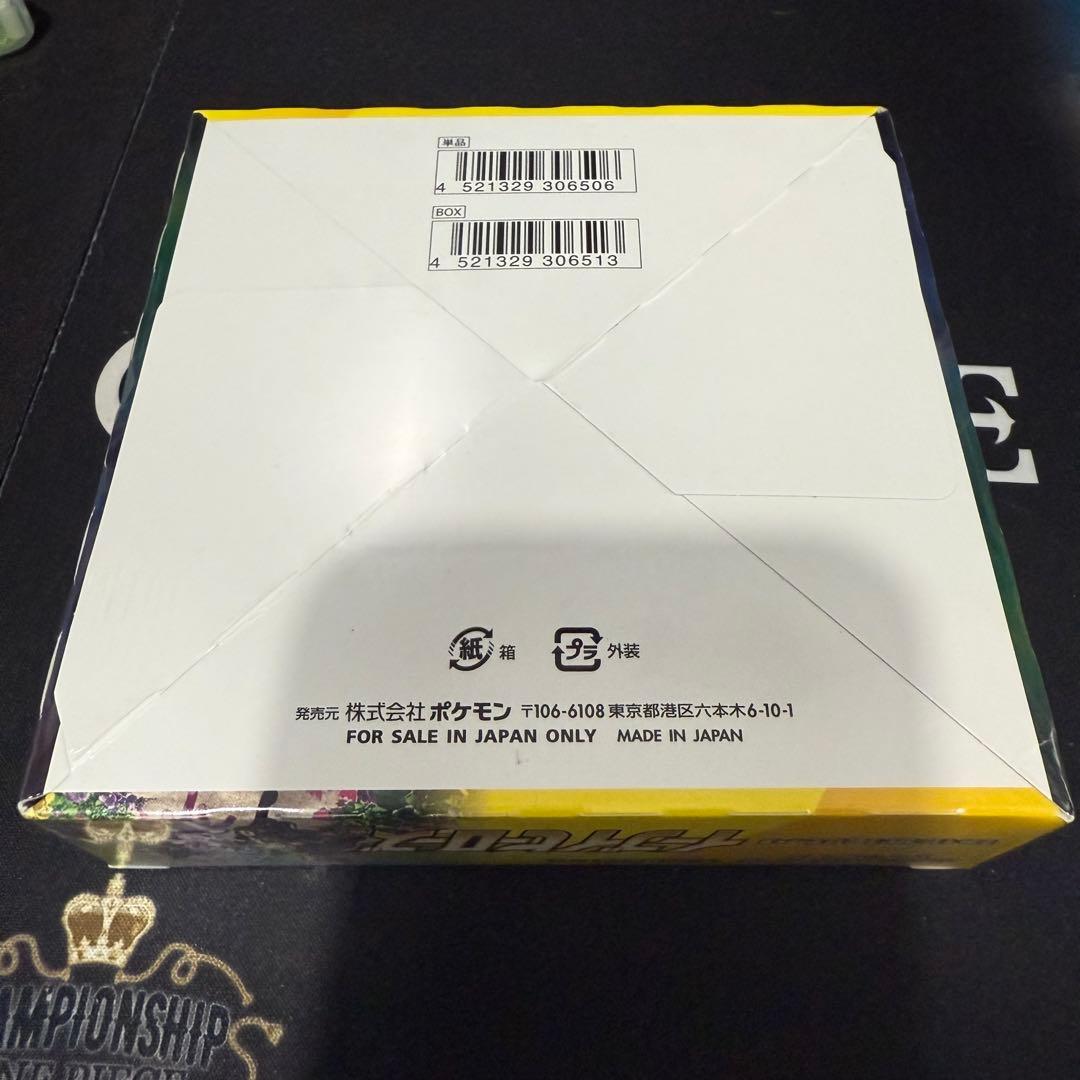 単品
4 521329 306506
BOX
4 521329 306513
紙 箱
プラ 外装
発売元 株式会社ポケモン 〒106-6108 東京都港区六本木6-10-1
FOR SALE IN JAPAN ONLY MADE IN JAPAN
CHAMPIONSHIP
ONE PIECE